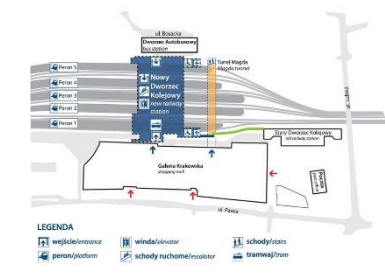 ul. Bosacka
Dworzec Autobusowy
bus station
Tunel Magda
Magda tunnel
Peron 5
Peron 4
Peron 3
Peron 2
Peron 1
Nowy
Dworzec
Kolejowy
new railway
station
Stary Dworzec Kolejowy
old railway station
Galeria Krakowska
shopping mall
Poczta
ul. Pawia
LEGENDA
wejście/entrance
winda/elevator
schody/stairs
peron/platform
schody ruchome/escalator
tramwaj/tram